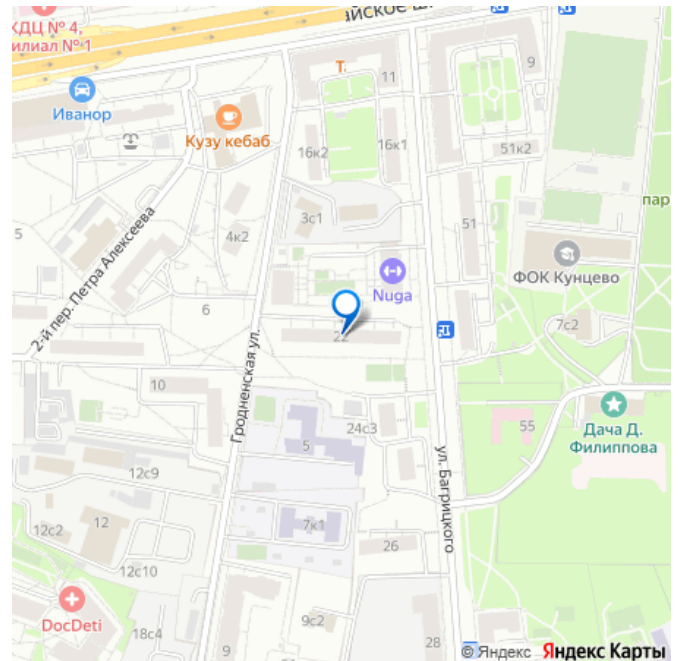 йское ш
КДЦ № 4,
илиал № 1
Иванор
Т
11
9
Кузу кебаб
16к2
16к1
51к2
3с1
51
пар
5
4к2
2-й пер. Петра Алексеева
Nuga
ФОК Кунцево
6
7с2
22
Гродненская ул.
10
5
24с3
55
Дача Д.
Филиппова
ул. Багрицкого
12с9
12с2
12
7к1
26
12с10
DocDeti
9с2
18с4
9
28
© Яндекс Яндекс Карты